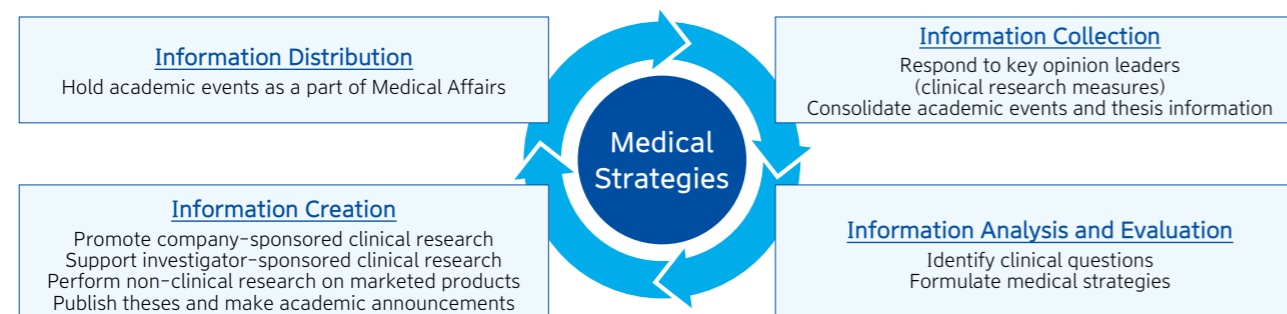 Information Distribution
Hold academic events as a part of Medical Affairs
Information Collection
Respond to key opinion leaders
(clinical research measures)
Consolidate academic events and thesis information
Medical
Strategies
Information Creation
Promote company-sponsored clinical research
Support investigator-sponsored clinical research
Perform non-clinical research on marketed products
Publish theses and make academic announcements
Information Analysis and Evaluation
Identify clinical questions
Formulate medical strategies